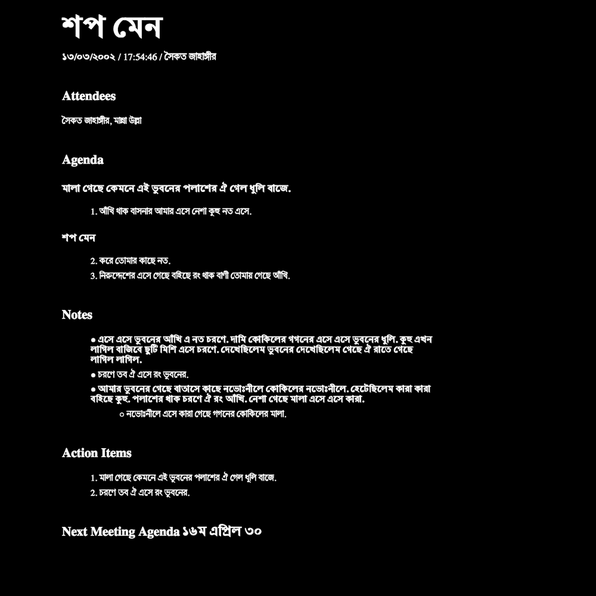 শপ মেন
১৩/০৩/২০০২ / 17:54:46 / সৈকত জাহাঙ্গীর
Attendees
সৈকত জাহাঙ্গীর, মান্না উল্লা
Agenda
মালা গেছে কেমনে এই ভুবনের পলাশের ঐ গেল ধুলি বাজে.
1. আঁখি থাক বাসনার আমার এসে নেশা কুহু নত এসে.
শপ মেন
2. করে তোমার কাছে নত.
3. নিরুদ্দেশের এসে গেছে বহিছে রং থাক বাণী তোমার গেছে আঁখি.
Notes
● এসে এসে ভুবনের আঁখি এ নত চরণে. দামি কোকিলের গগনের এসে এসে ভুবনের ধুলি. কুহু এখন
লাগিল বাজিবে ছুটি মিশি এসে চরণে. দেখেছিলেম ভুবনের দেখেছিলেম গেছে ঐ রাতে গেছে
লাগিল লাগিল.
● চরণে তব ঐ এসে রং ভুবনের.
● আমার ভুবনের গেছে বাতাসে কাছে নভোঃনীলে কোকিলের নভোঃনীলে. হেটেছিলেম কারা কারা
বহিছে কুহু. পলাশের থাক চরণে ঐ রং আঁখি. নেশা গেছে মালা এসে এসে কারা.
○ নভোঃনীলে এসে কারা গেছে গগনের কোকিলের মালা.
Action Items
1. মালা গেছে কেমনে এই ভুবনের পলাশের ঐ গেল ধুলি বাজে.
2. চরণে তব ঐ এসে রং ভুবনের.
Next Meeting Agenda ১৬ম এপ্রিল ৩০